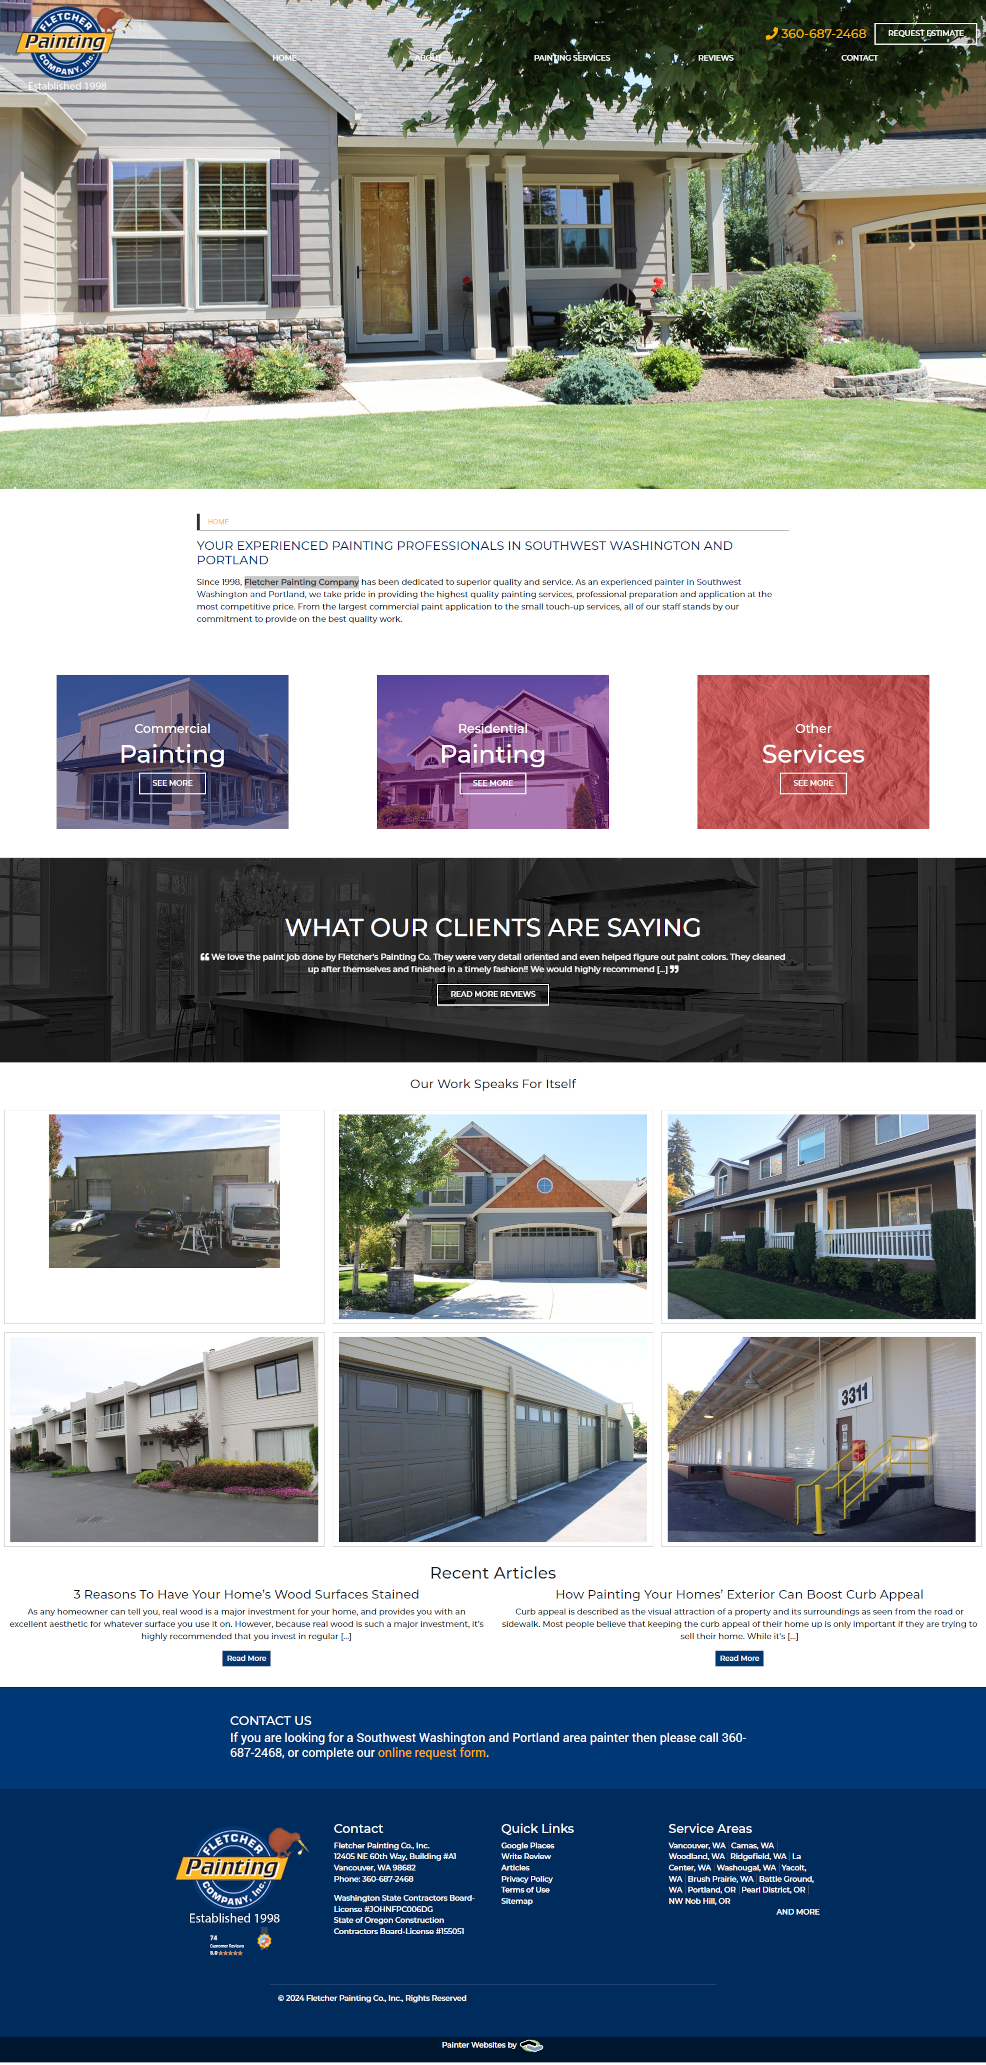 FLETCHER
Painting
COMPANY, Inc.
Established 1998
360-687-2468
REQUEST ESTIMATE
HOME
ABOUT
PAINTING SERVICES
REVIEWS
CONTACT
HOME
YOUR EXPERIENCED PAINTING PROFESSIONALS IN SOUTHWEST WASHINGTON AND
PORTLAND
Since 1998, Fletcher Painting Company has been dedicated to superior quality and service. As an experienced painter in Southwest
Washington and Portland, we take pride in providing the highest quality painting services, professional preparation and application at the
most competitive price. From the largest commercial paint application to the small touch-up services, all of our staff stands by our
commitment to provide on the best quality work.
Commercial
Painting
SEE MORE
Residential
Painting
SEE MORE
Other
Services
SEE MORE
WHAT OUR CLIENTS ARE SAYING
We love the paint job done by Fletcher's Painting Co. They were very detail oriented and even helped figure out paint colors. They cleaned
up after themselves and finished in a timely fashion!! We would highly recommend [...]
READ MORE REVIEWS
Our Work Speaks For Itself
3311
Recent Articles
3 Reasons To Have Your Home's Wood Surfaces Stained
As any homeowner can tell you, real wood is a major investment for your home, and provides you with an
excellent aesthetic for whatever surface you use it on. However, because real wood is such a major investment, it's
highly recommended that you invest in regular [...]
Read More
How Painting Your Homes' Exterior Can Boost Curb Appeal
Curb appeal is described as the visual attraction of a property and its surroundings as seen from the road or
sidewalk. Most people believe that keeping the curb appeal of their home up is only important if they are trying to
sell their home. While it's [...]
Read More
CONTACT US
If you are looking for a Southwest Washington and Portland area painter then please call 360-
687-2468, or complete our online request form.
FLETCHER
Painting
COMPANY, Inc.
Established 1998
74
Customer Reviews
5.0
Contact
Fletcher Painting Co., Inc.
12405 NE 60th Way, Building #A1
Vancouver, WA 98682
Phone: 360-687-2468
Washington State Contractors Board-
License #JOHNFPC006DG
State of Oregon Construction
Contractors Board-License #155051
Quick Links
Google Places
Write Review
Articles
Privacy Policy
Terms of Use
Sitemap
Service Areas
Vancouver, WA | Camas, WA |
Woodland, WA | Ridgefield, WA | La
Center, WA | Washougal, WA | Yacolt,
WA | Brush Prairie, WA | Battle Ground,
WA | Portland, OR | Pearl District, OR |
NW Nob Hill, OR
AND MORE
© 2024 Fletcher Painting Co., Inc., Rights Reserved
Painter Websites by